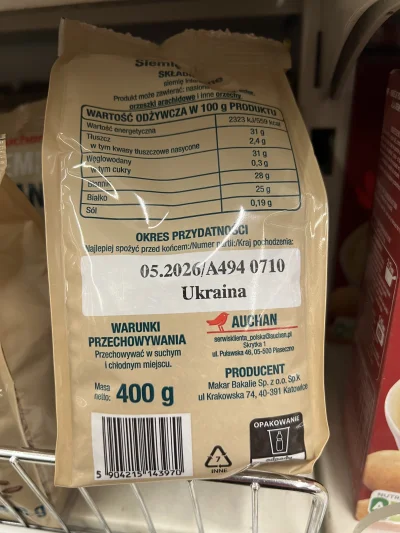 Siemię
SKŁAD
siemię lniane
Produkt może zawierać:
orzeszki arachidowe i inne orzechy.
WARTOŚĆ ODŻYWCZA W 100 g PRODUKTU
Wartość energetyczna 2323 kJ/559 kcal
Tłuszcz 31 g
w tym kwasy tłuszczowe nasycone 2,4 g
Węglowodany 31 g
w tym cukry 0,3 g
Błonnik 28 g
Białko 25 g
Sól 0,19 g
OKRES PRZYDATNOŚCI
Najlepiej spożyć przed końcem:/Numer partii:/Kraj pochodzenia:
05.2026/A494 0710
Ukraina
WARUNKI
PRZECHOWYWANIA
Przechowywać w suchym
i chłodnym miejscu.
Masa
netto: 400 g
AUCHAN
serwisklienta_polska@auchan.pl
Skrytka 1
ul. Puławska 46, 05-500 Piaseczno
PRODUCENT
Makar Bakalie Sp. z o.o. Sp.k
ul Krakowska 74, 40-391 Katowice
5 904215 143970
7
INNE
OPAKOWANIE